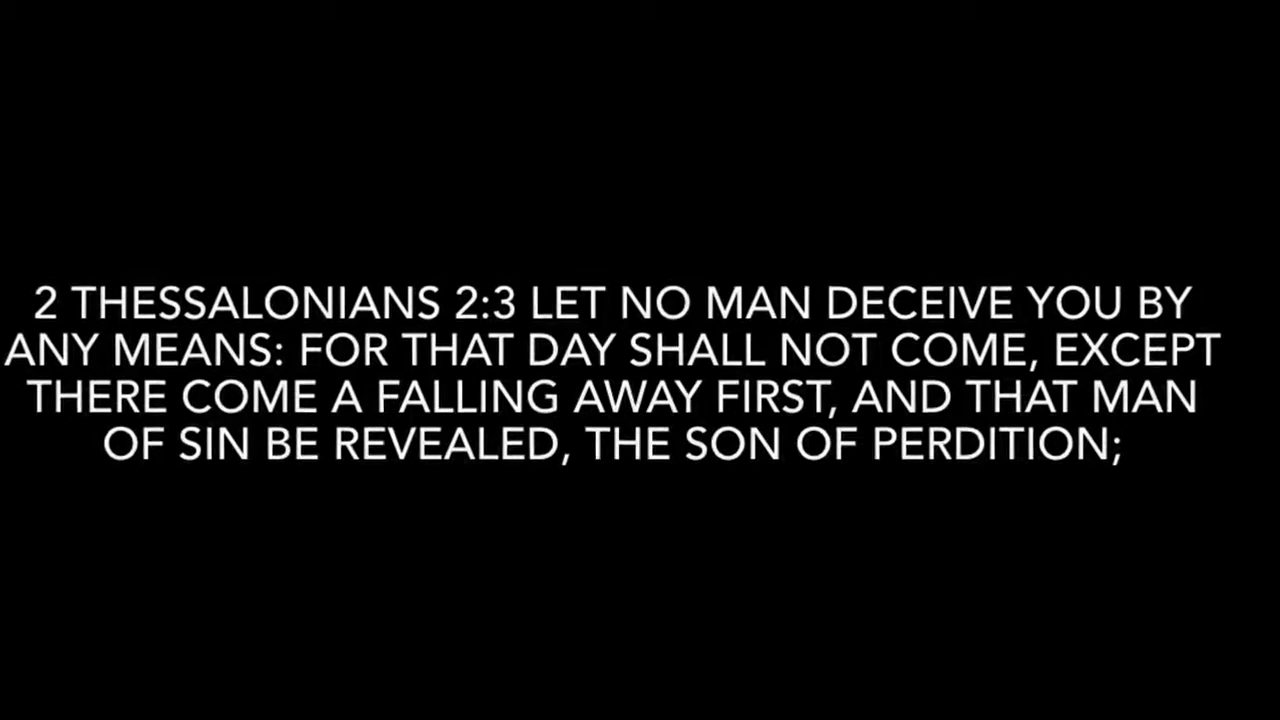 2 THESSALONIANS 2:3 LET NO MAN DECEIVE YOU BY
ANY MEANS: FOR THAT DAY SHALL NOT COME, EXCEPT
THERE COME A FALLING AWAY FIRST, AND THAT MAN
OF SIN BE REVEALED, THE SON OF PERDITION;